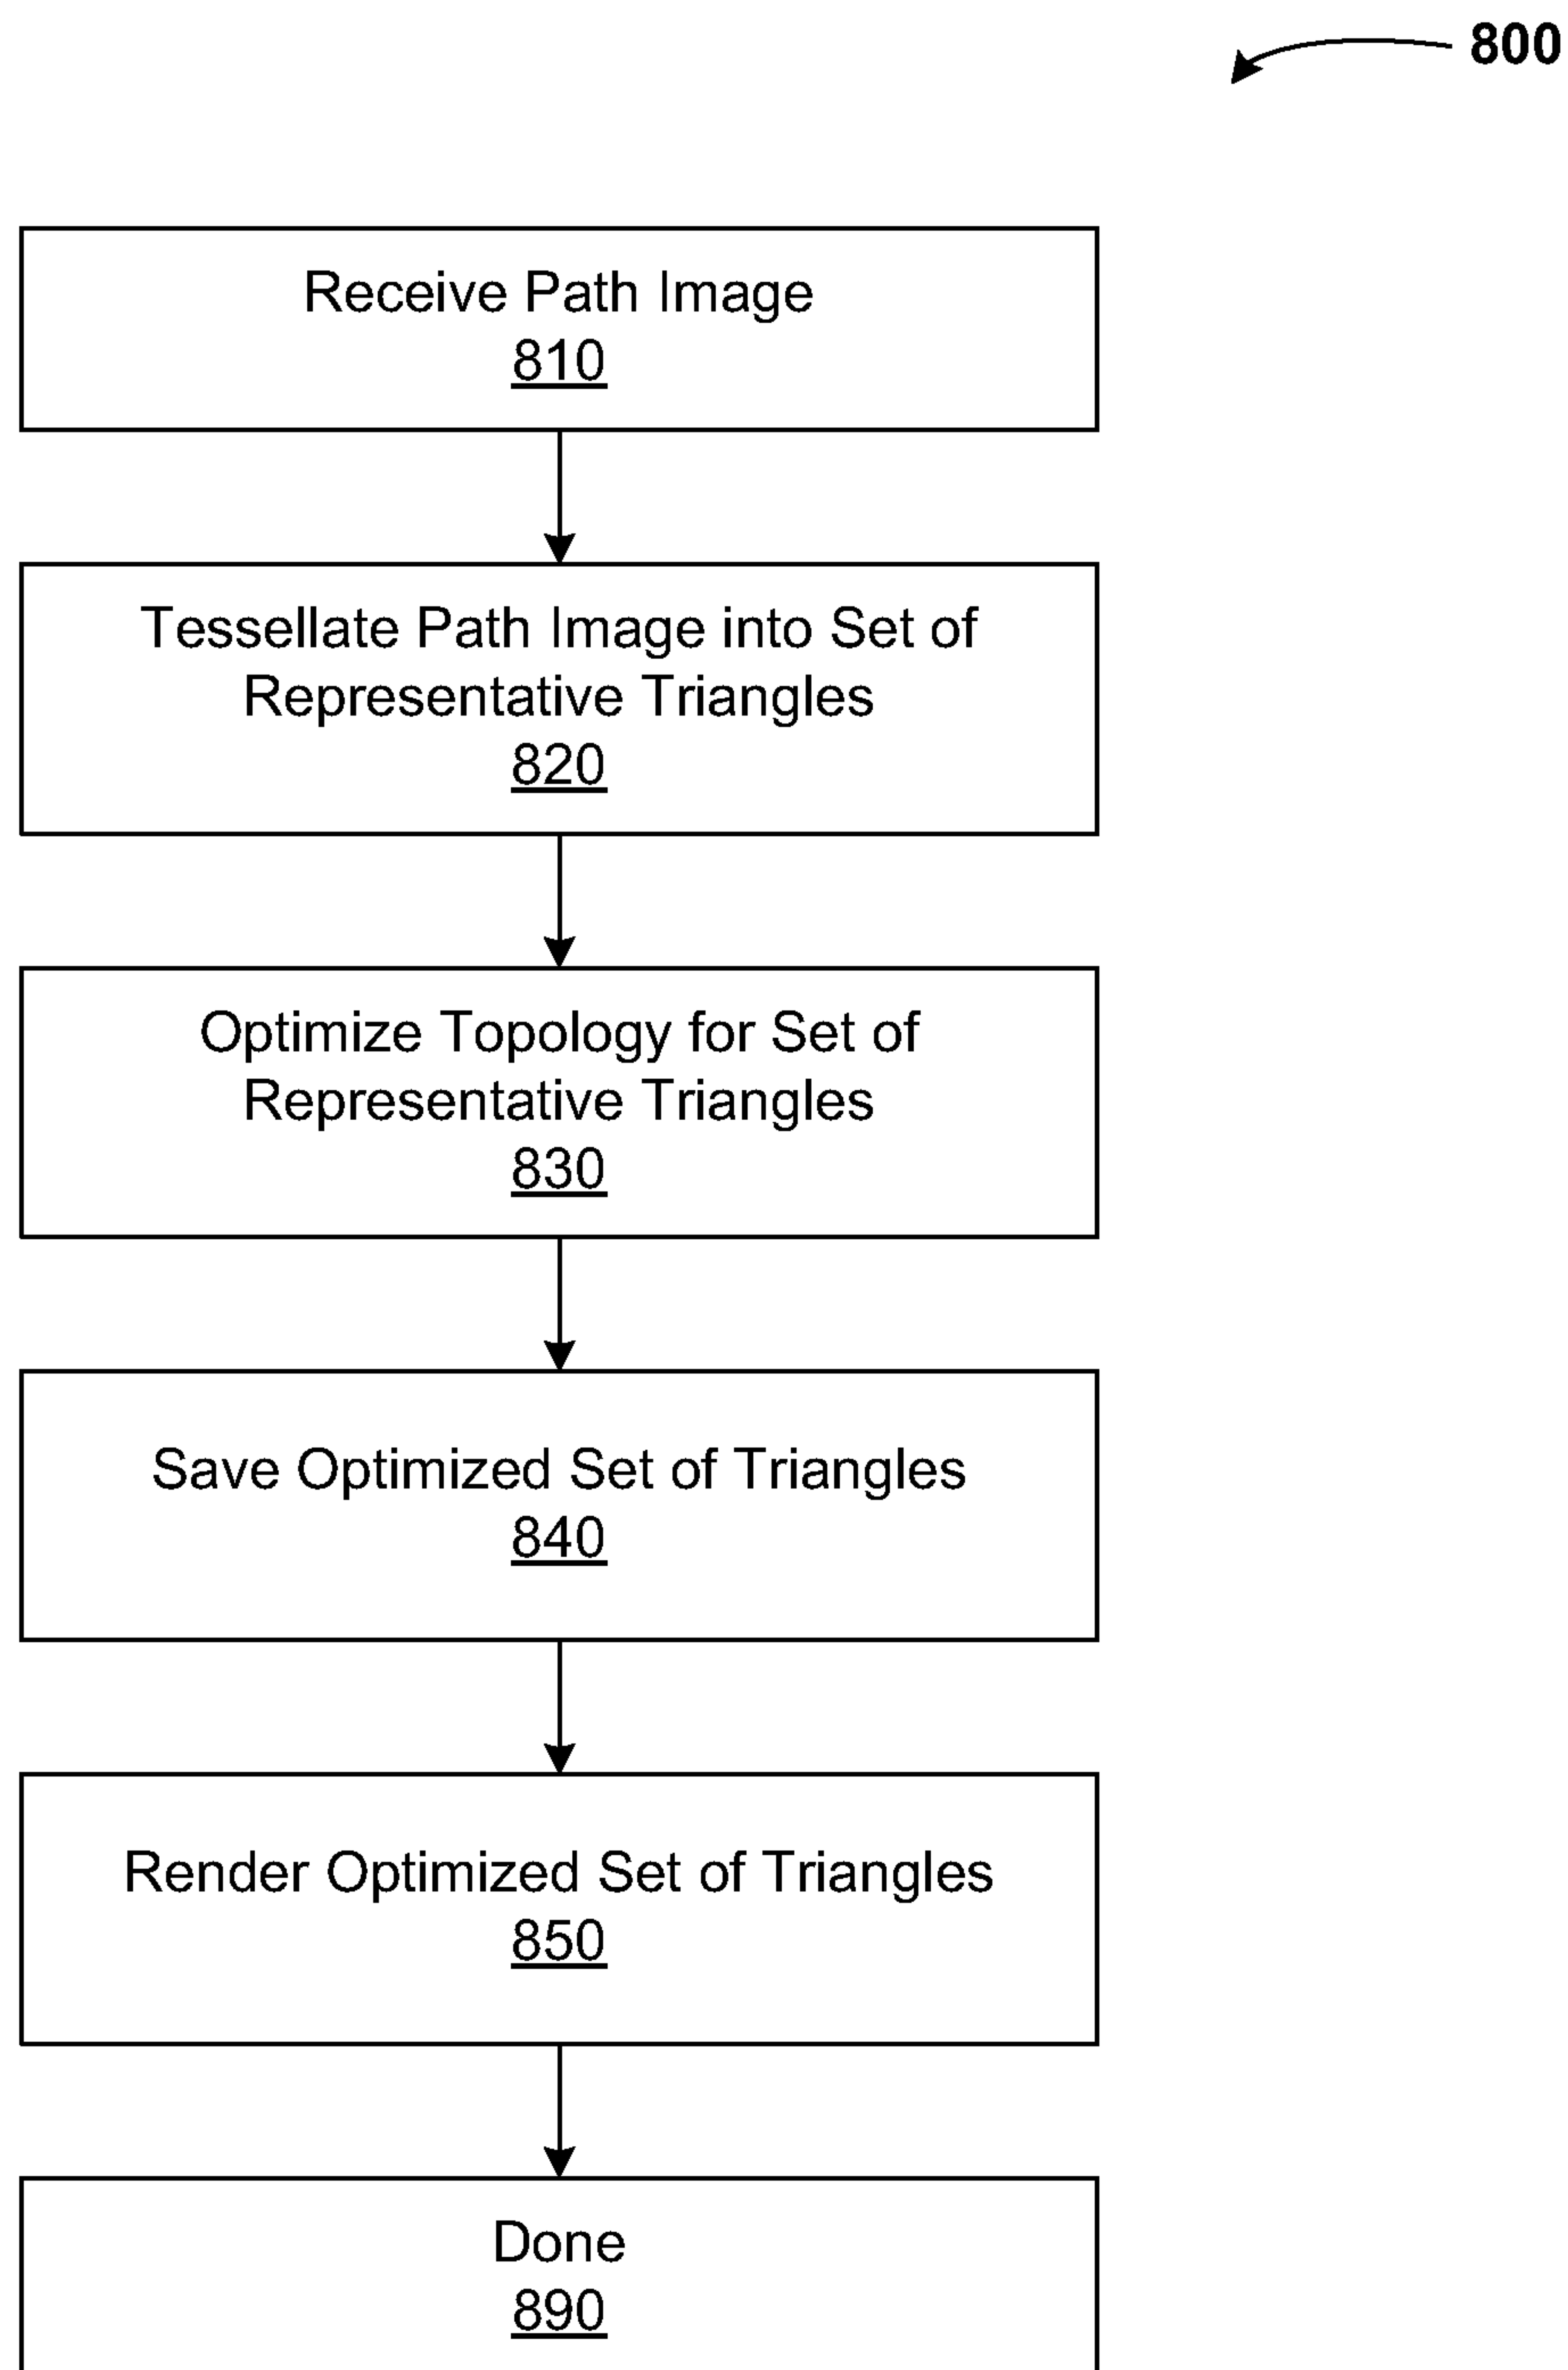 800
Receive Path Image
810
Tessellate Path Image into Set of
Representative Triangles
820
Optimize Topology for Set of
Representative Triangles
830
Save Optimized Set of Triangles
840
Render Optimized Set of Triangles
850
Done
890